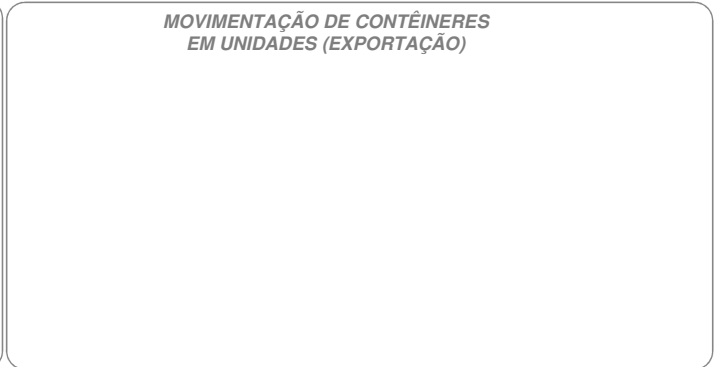 MOVIMENTAÇÃO DE CONTÊINERES
EM UNIDADES (EXPORTAÇÃO)